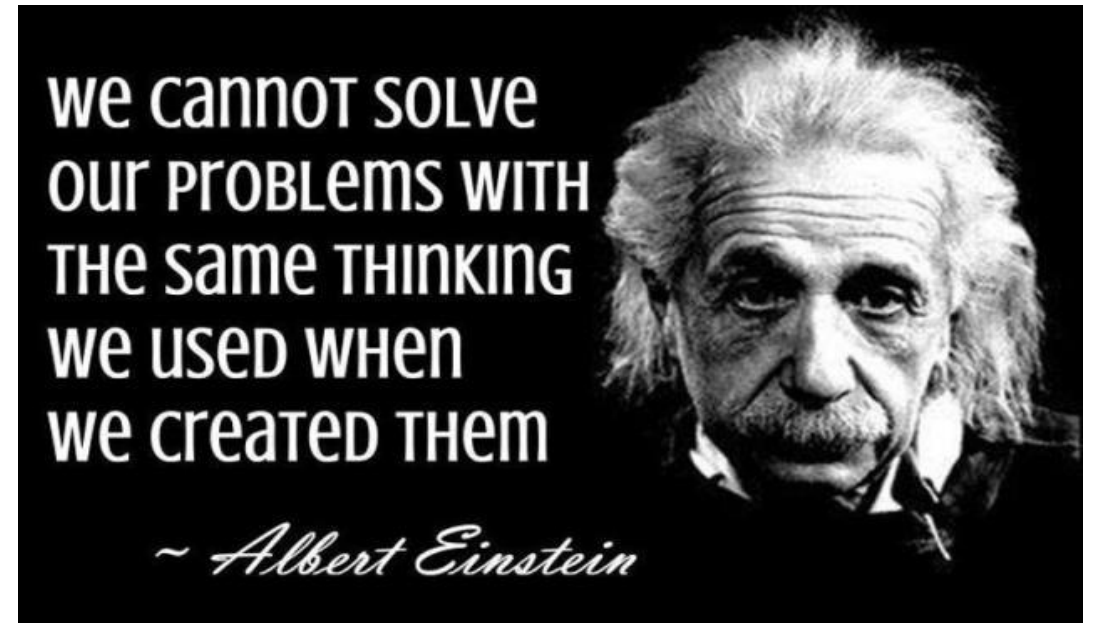 we cannot solve
our problems with
the same thinking
we used when
we created them
~ Albert Einstein